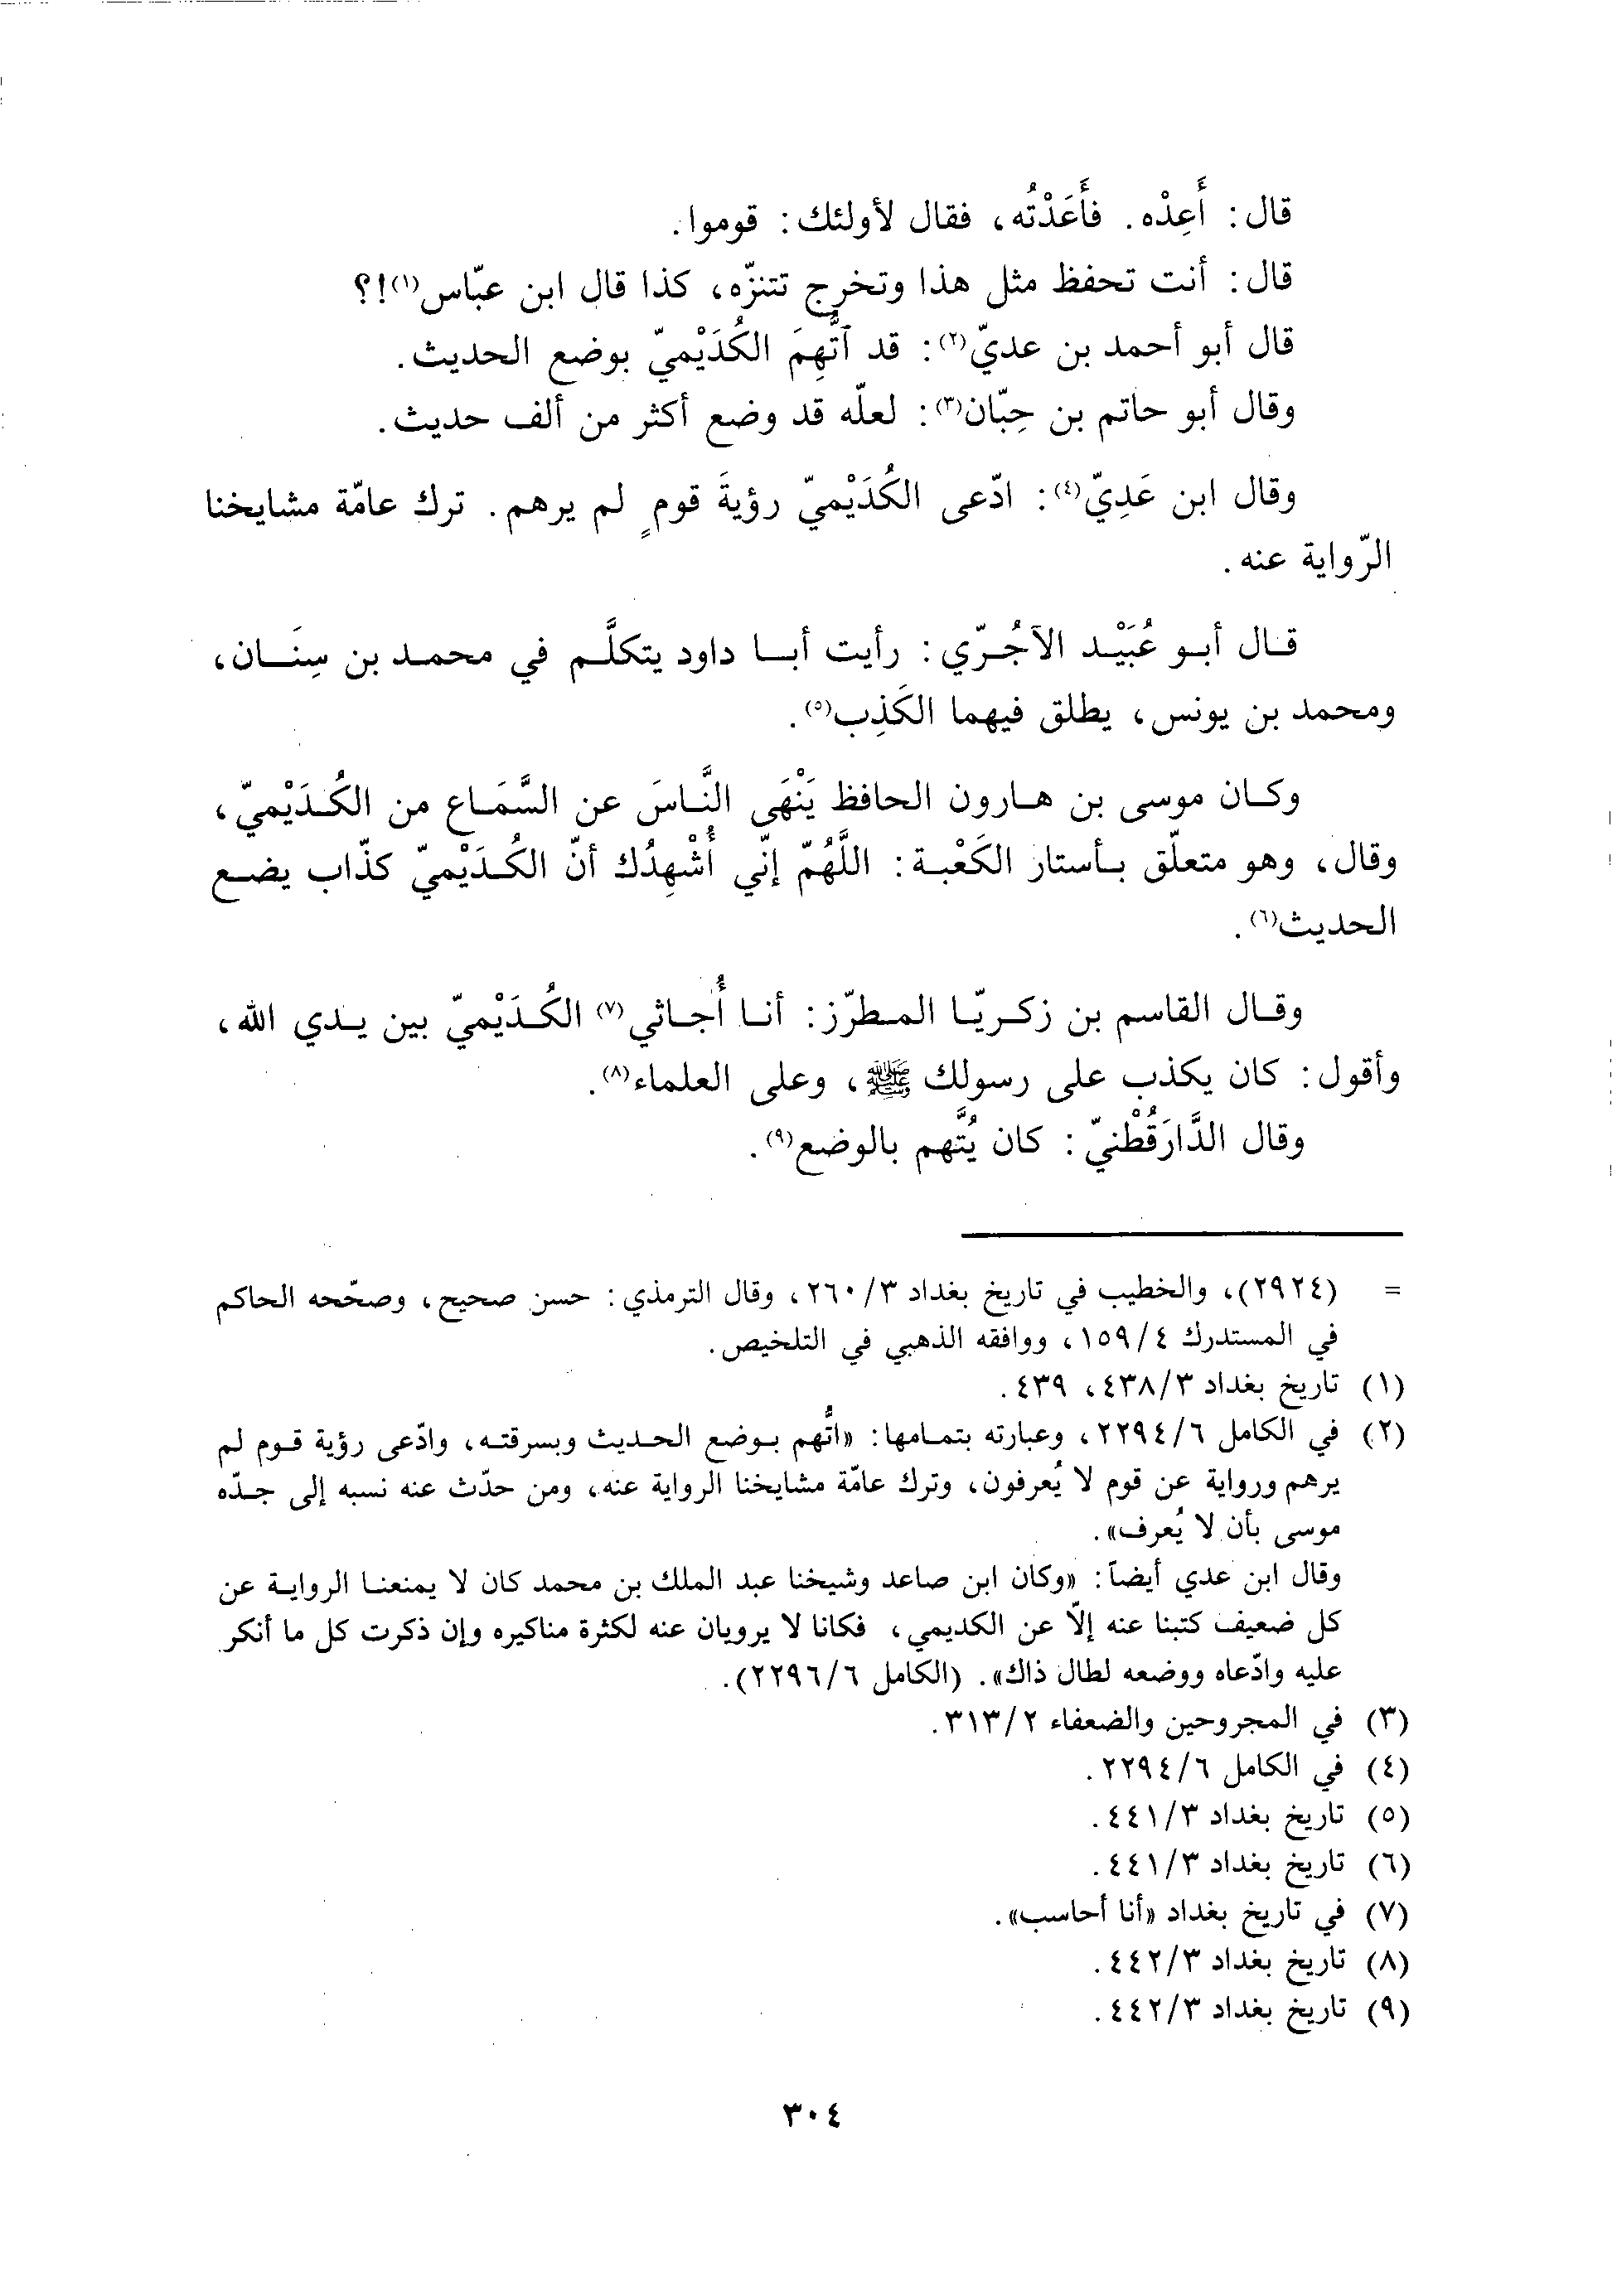 قال: أَعِدْه. فأَعَدْتُه، فقال لأولئك: قوموا.
قال: أنت تحفظ مثل هذا وتخرج تتنزّه، كذا قال ابن عبّاس(١)!؟
قال أبو أحمد بن عديّ(٢): قد اتُّهِمَ الكُدَيْميّ بوضع الحديث.
وقال أبو حاتم بن حِبّان(٣): لعلّه قد وضع أكثر من ألف حديث.
وقال ابن عَدِيّ(٤): ادّعى الكُدَيْميّ رؤيةَ قومٍ لم يرهم. ترك عامّة مشايخنا
الرّواية عنه.
قال أبو عُبَيْد الآجُرّي: رأيت أبا داود يتكلَّم في محمد بن سِنَان،
ومحمد بن يونس، يطلق فيهما الكَذِب(٥).
وكان موسى بن هارون الحافظ يَنْهَى النَّاسَ عن السَّمَاع من الكُدَيْميّ،
وقال، وهو متعلّق بأستار الكَعْبة: اللَّهُمّ إنّي أُشْهِدُك أنّ الكُدَيْميّ كذّاب يضع
الحديث(٦).
وقال القاسم بن زكريّا المطرّز: أنا أُجاثي(٧) الكُدَيْميّ بين يدي الله،
وأقول: كان يكذب على رسولك ﷺ، وعلى العلماء(٨).
وقال الدَّارَقُطْنيّ: كان يُتَّهم بالوضع(٩).
= (٢٩٢٤)، والخطيب في تاريخ بغداد ٢٦٠/٣، وقال الترمذي: حسن صحيح، وصحّحه الحاكم
في المستدرك ١٥٩/٤، ووافقه الذهبي في التلخيص.
(١) تاريخ بغداد ٤٣٨/٣، ٤٣٩.
(٢) في الكامل ٢٢٩٤/٦، وعبارته بتمامها: «اتُّهم بوضع الحديث وبسرقته، وادّعى رؤية قوم لم
يرهم ورواية عن قوم لا يُعرفون، وترك عامّة مشايخنا الرواية عنه، ومن حدّث عنه نسبه إلى جدّه
موسى بأن لا يُعرف».
وقال ابن عدي أيضاً: «وكان ابن صاعد وشيخنا عبد الملك بن محمد كان لا يمنعنا الرواية عن
كل ضعيف كتبنا عنه إلاّ عن الكديمي، فكانا لا يرويان عنه لكثرة مناكيره وإن ذكرت كل ما أنكر
عليه وادّعاه ووضعه لطال ذاك». (الكامل ٢٢٩٦/٦).
(٣) في المجروحين والضعفاء ٣١٣/٢.
(٤) في الكامل ٢٢٩٤/٦.
(٥) تاريخ بغداد ٤٤١/٣.
(٦) تاريخ بغداد ٤٤١/٣.
(٧) في تاريخ بغداد «أنا أحاسب».
(٨) تاريخ بغداد ٤٤٢/٣.
(٩) تاريخ بغداد ٤٤٢/٣.
٣٠٤